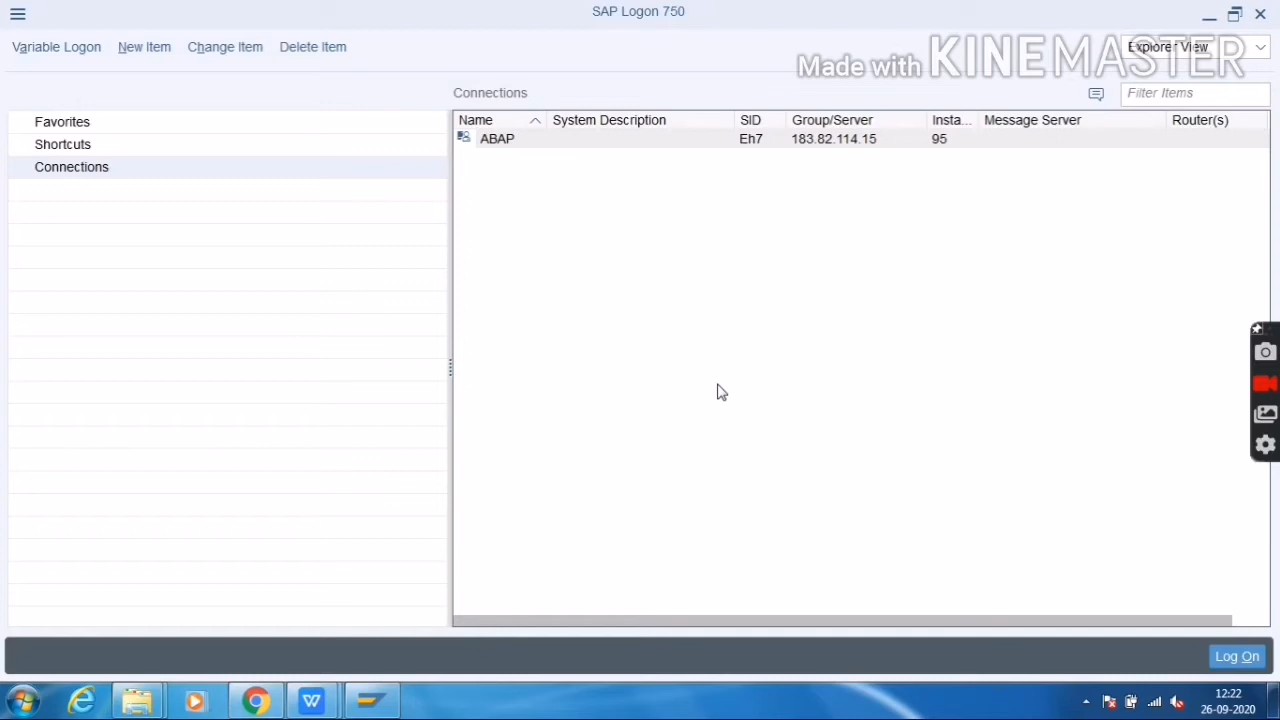 SAP Logon 750
Variable Logon New Item Change Item Delete Item
Explorer View
Made with KINEMASTER
Connections
Filter Items
Favorites
Shortcuts
Connections
Name System Description SID Group/Server Insta... Message Server Router(s)
ABAP Eh7 183.82.114.15 95
Log On
12:22
26-09-2020